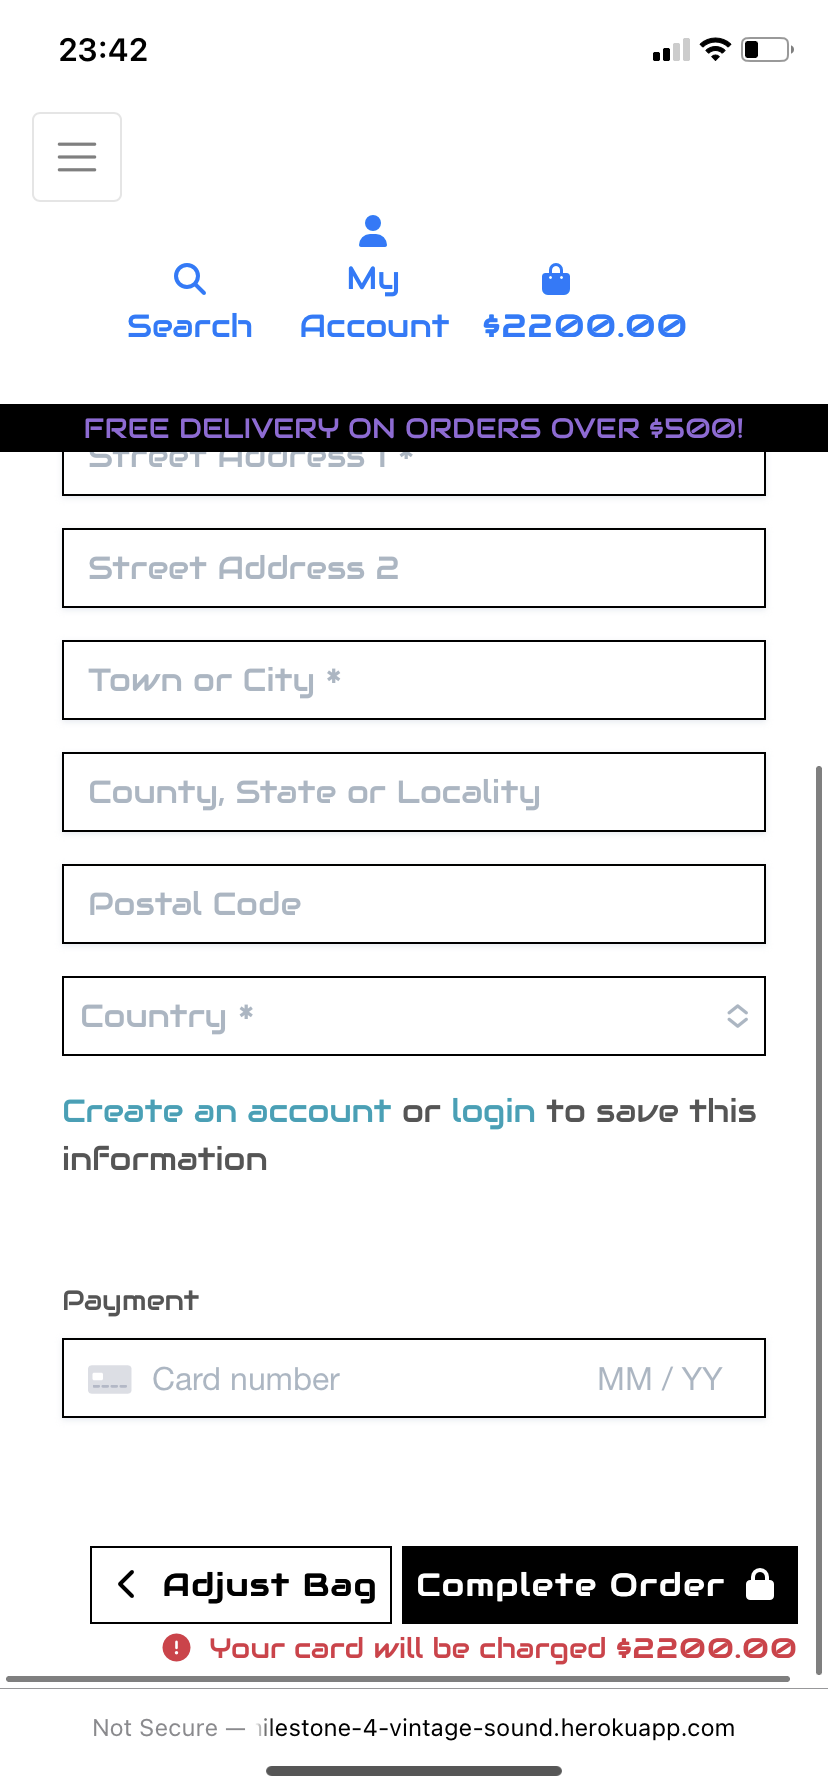 23:42
My
Search Account $2200.00
FREE DELIVERY ON ORDERS OVER $500!
Street Address 1 *
Street Address 2
Town or City *
County, State or Locality
Postal Code
Country *
Create an account or login to save this
information
Payment
Card number MM / YY
Adjust Bag Complete Order
Your card will be charged $2200.00
Not Secure — ilestone-4-vintage-sound.herokuapp.com